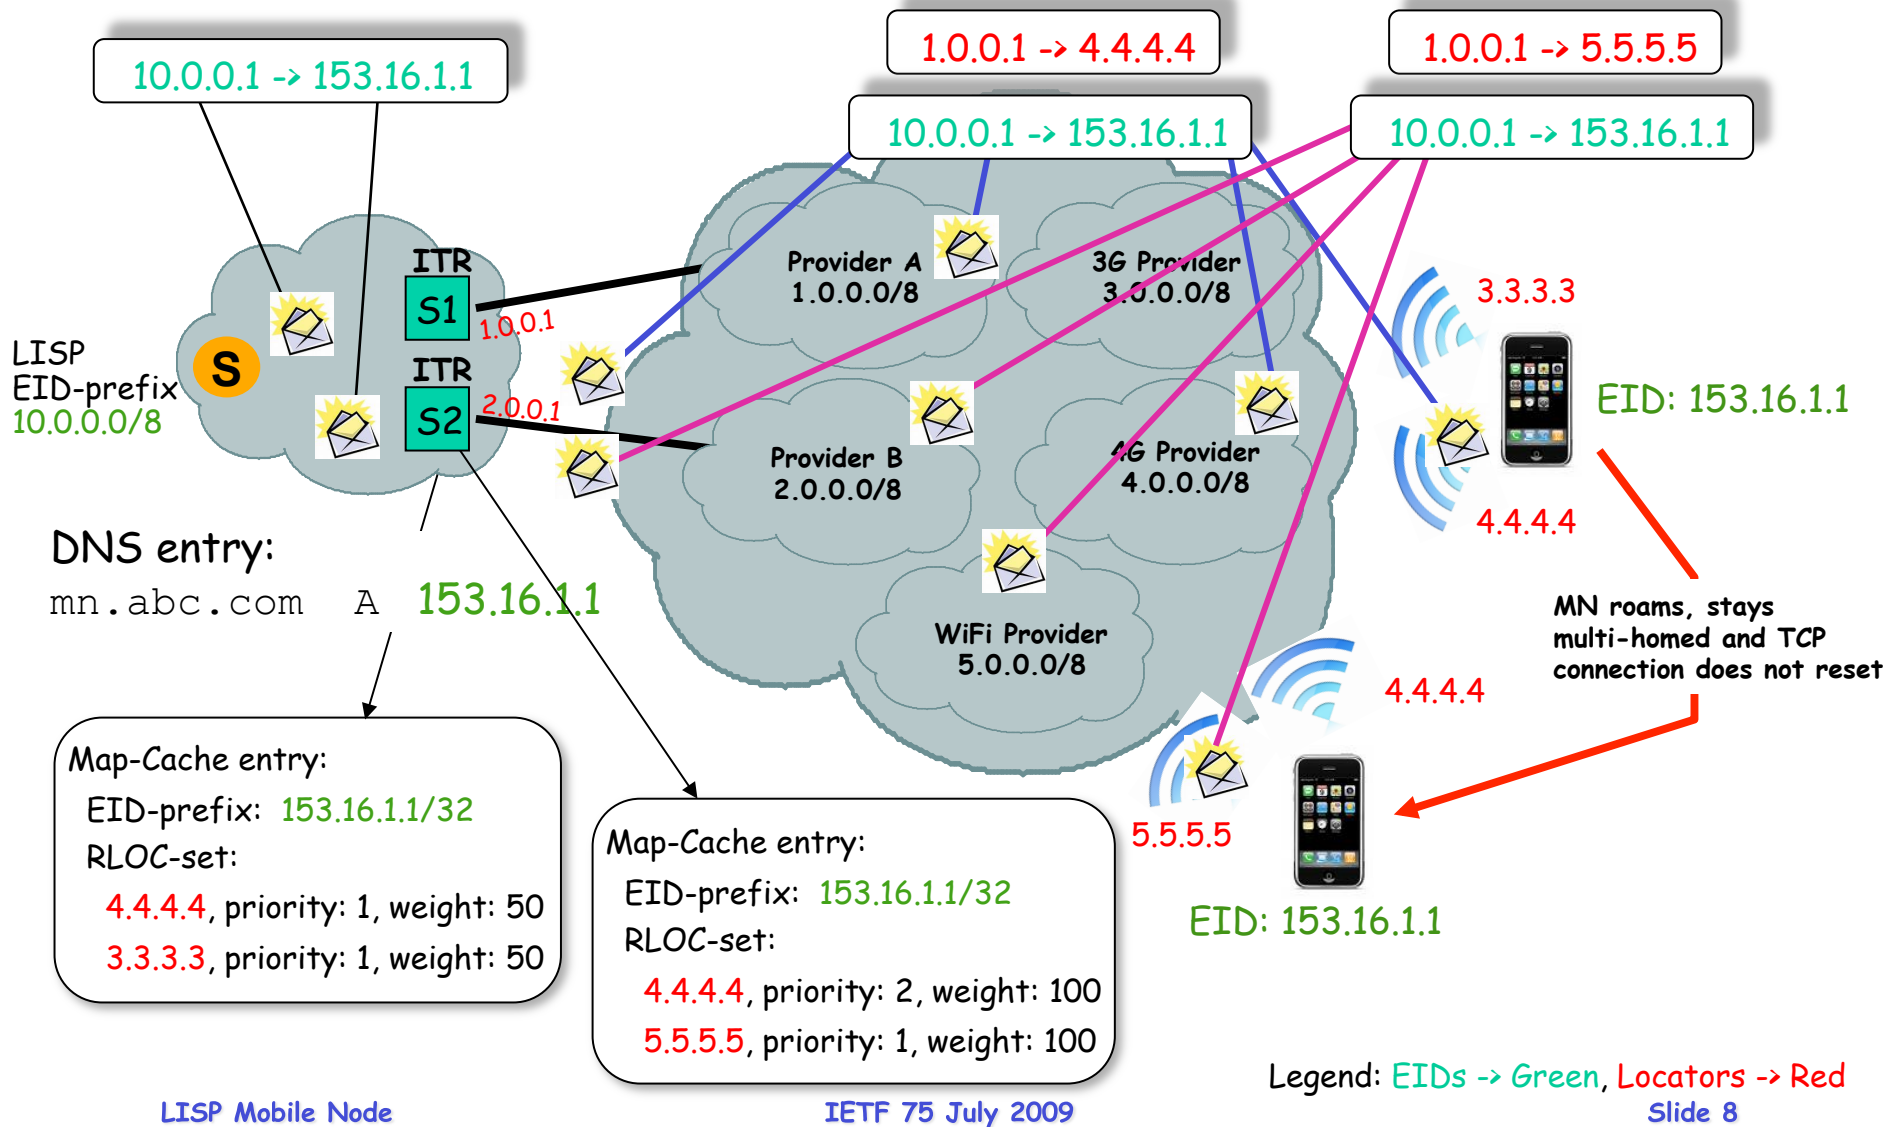 10.0.0.1 -> 153.16.1.1
1.0.0.1 -> 4.4.4.4
10.0.0.1 -> 153.16.1.1
1.0.0.1 -> 5.5.5.5
10.0.0.1 -> 153.16.1.1
LISP
EID-prefix
10.0.0.0/8
S
ITR
S1
1.0.0.1
ITR
S2
2.0.0.1
Provider A
1.0.0.0/8
3G Provider
3.0.0.0/8
Provider B
2.0.0.0/8
4G Provider
4.0.0.0/8
WiFi Provider
5.0.0.0/8
3.3.3.3
EID: 153.16.1.1
4.4.4.4
MN roams, stays
multi-homed and TCP
connection does not reset
4.4.4.4
5.5.5.5
EID: 153.16.1.1
DNS entry:
mn.abc.com A 153.16.1.1
Map-Cache entry:
EID-prefix: 153.16.1.1/32
RLOC-set:
4.4.4.4, priority: 1, weight: 50
3.3.3.3, priority: 1, weight: 50
Map-Cache entry:
EID-prefix: 153.16.1.1/32
RLOC-set:
4.4.4.4, priority: 2, weight: 100
5.5.5.5, priority: 1, weight: 100
Legend: EIDs -> Green, Locators -> Red
LISP Mobile Node
IETF 75 July 2009
Slide 8